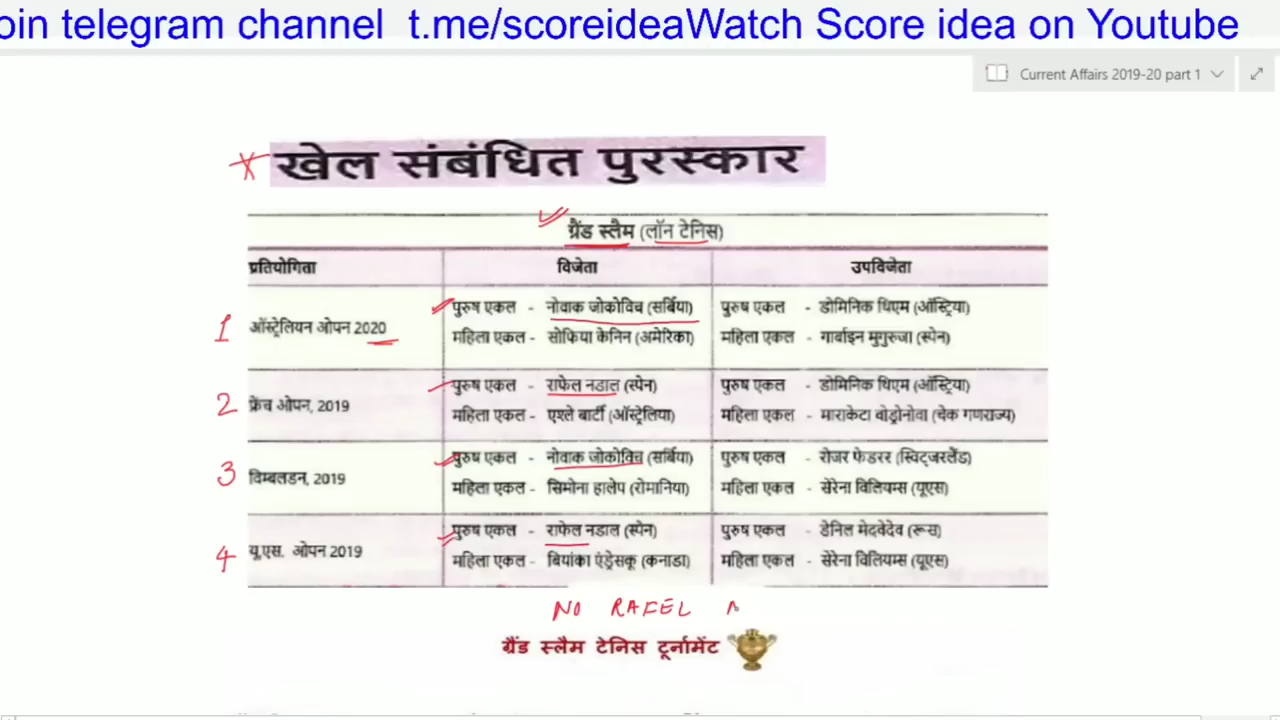 oin telegram channel t.me/scoreideaWatch Score idea on Youtube
Current Affairs 2019-20 part 1
खेल संबंधित पुरस्कार
ग्रैंड स्लैम (लॉन टेनिस)
प्रतियोगिता विजेता उपविजेता
पुरुष एकल - नोवाक जोकोविच (सर्बिया) पुरुष एकल - डोमिनिक थिएम (ऑस्ट्रिया)
1 ऑस्ट्रेलियन ओपन 2020
महिला एकल - सोफिया केनिन (अमेरिका) महिला एकल - गार्बाइन मुगुरुजा (स्पेन)
पुरुष एकल - राफेल नडाल (स्पेन) पुरुष एकल - डोमिनिक थिएम (ऑस्ट्रिया)
2 फ्रेंच ओपन, 2019
महिला एकल - एश्ले बार्टी (ऑस्ट्रेलिया) महिला एकल - माराकेटा वोंड्रोनोवा (चेक गणराज्य)
पुरुष एकल - नोवाक जोकोविच (सर्बिया) पुरुष एकल - रोजर फेडरर (स्विट्जरलैंड)
3 विम्बलडन, 2019
महिला एकल - सिमोना हालेप (रोमानिया) महिला एकल - सेरेना विलियम्स (यूएस)
पुरुष एकल - राफेल नडाल (स्पेन) पुरुष एकल - डेनिल मेदवेदेव (रूस)
4 यू.एस. ओपन 2019
महिला एकल - बियांका एंड्रेसकू (कनाडा) महिला एकल - सेरेना विलियम्स (यूएस)
NO RAFEL
ग्रैंड स्लैम टेनिस टूर्नामेंट